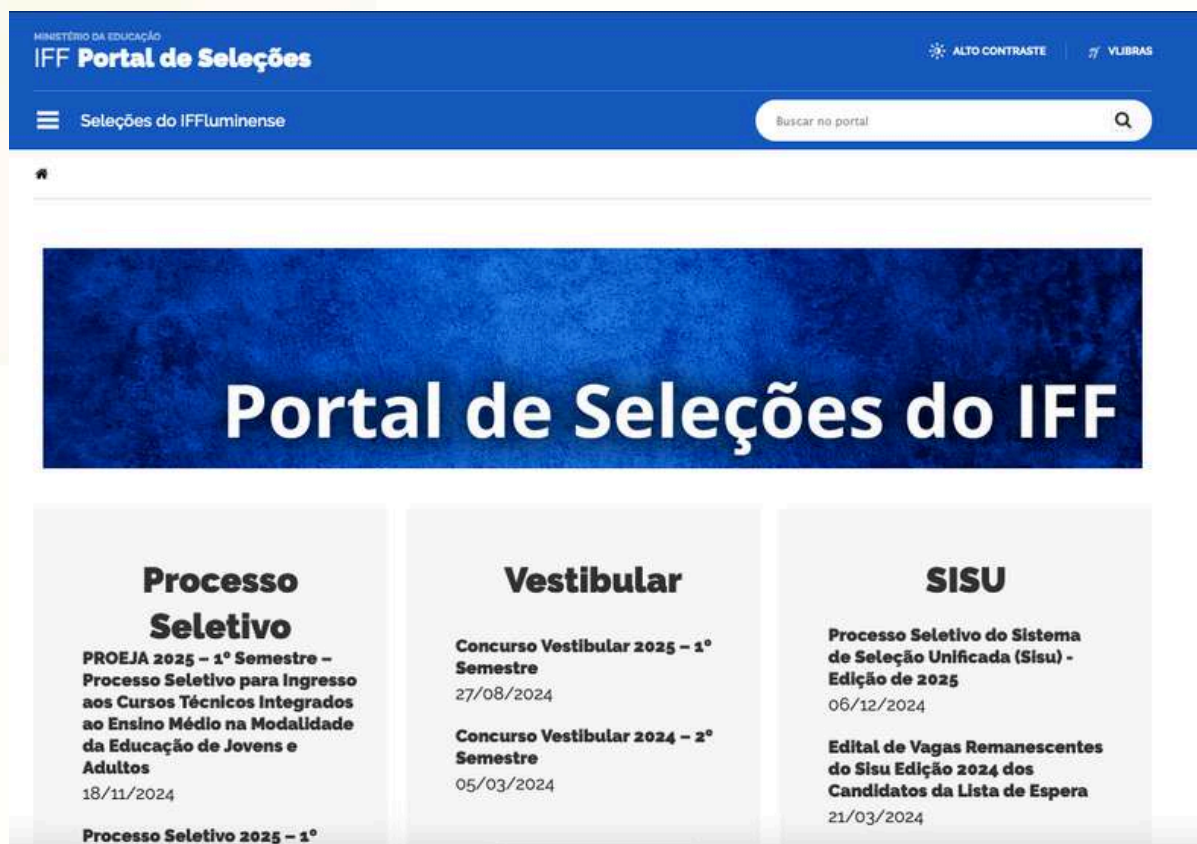 MINISTÉRIO DA EDUCAÇÃO
IFF Portal de Seleções
ALTO CONTRASTE
VLIBRAS
Seleções do IFFluminense
Buscar no portal
Portal de Seleções do IFF
Processo
Seletivo
PROEJA 2025 – 1º Semestre –
Processo Seletivo para Ingresso
aos Cursos Técnicos Integrados
ao Ensino Médio na Modalidade
da Educação de Jovens e
Adultos
18/11/2024
Processo Seletivo 2025 – 1º
Vestibular
Concurso Vestibular 2025 – 1º
Semestre
27/08/2024
Concurso Vestibular 2024 – 2º
Semestre
05/03/2024
SISU
Processo Seletivo do Sistema
de Seleção Unificada (Sisu) -
Edição de 2025
06/12/2024
Edital de Vagas Remanescentes
do Sisu Edição 2024 dos
Candidatos da Lista de Espera
21/03/2024